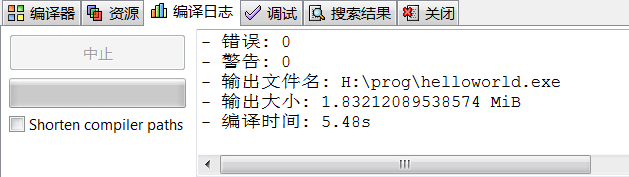 编译器 资源 编译日志 调试 搜索结果 关闭
中止
Shorten compiler paths
- 错误: 0
- 警告: 0
- 输出文件名: H:\prog\helloworld.exe
- 输出大小: 1.83212089538574 MiB
- 编译时间: 5.48s